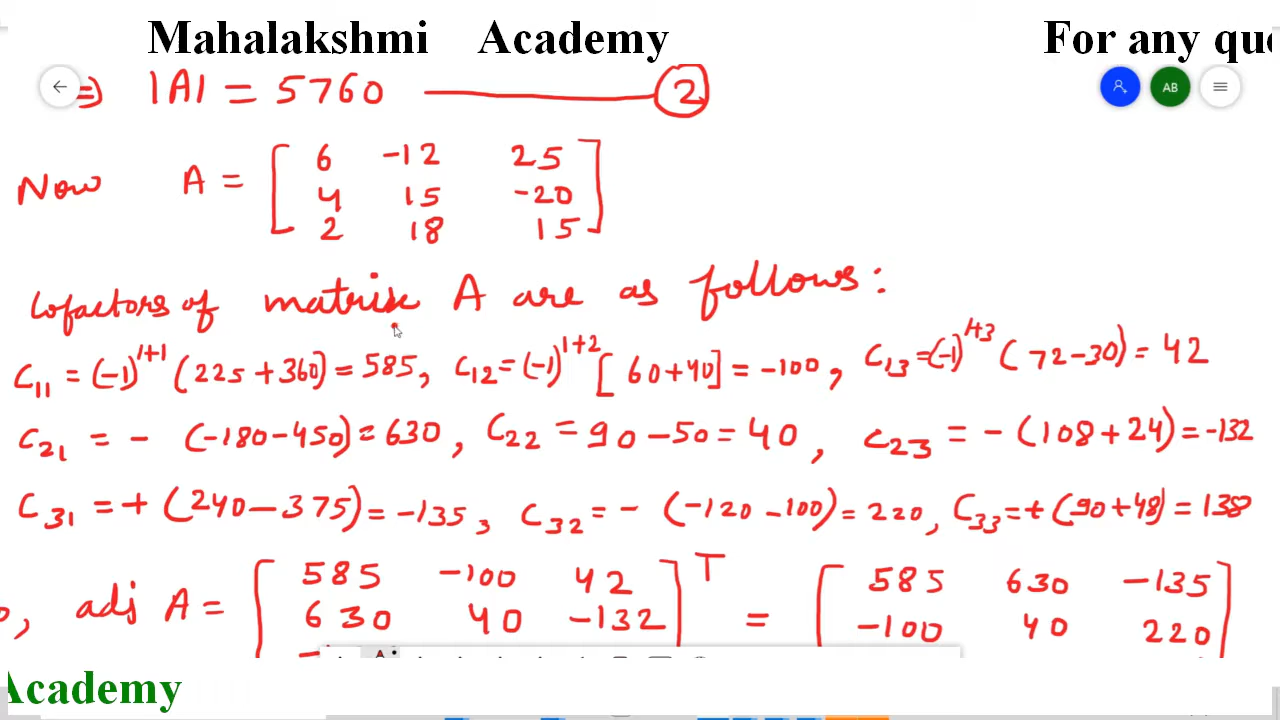 Mahalakshmi Academy For any que
⇒ |A| = 5760 ——— 2
AB
Now A = [ 6 -12 25
4 15 -20
2 18 15 ]
Cofactors of matrix A are as follows:
C11 = (-1)^1+1 (225+360) = 585, C12 = (-1)^1+2 [60+40] = -100, C13 = (-1)^1+3 (72-30) = 42
C21 = - (-180-450) = 630, C22 = 90-50 = 40, C23 = - (108+24) = -132
C31 = + (240-375) = -135, C32 = - (-120-100) = 220, C33 = + (90+48) = 138
adj A = [ 585 -100 42 ]T = [ 585 630 -135
630 40 -132 -100 40 220 ]
Academy